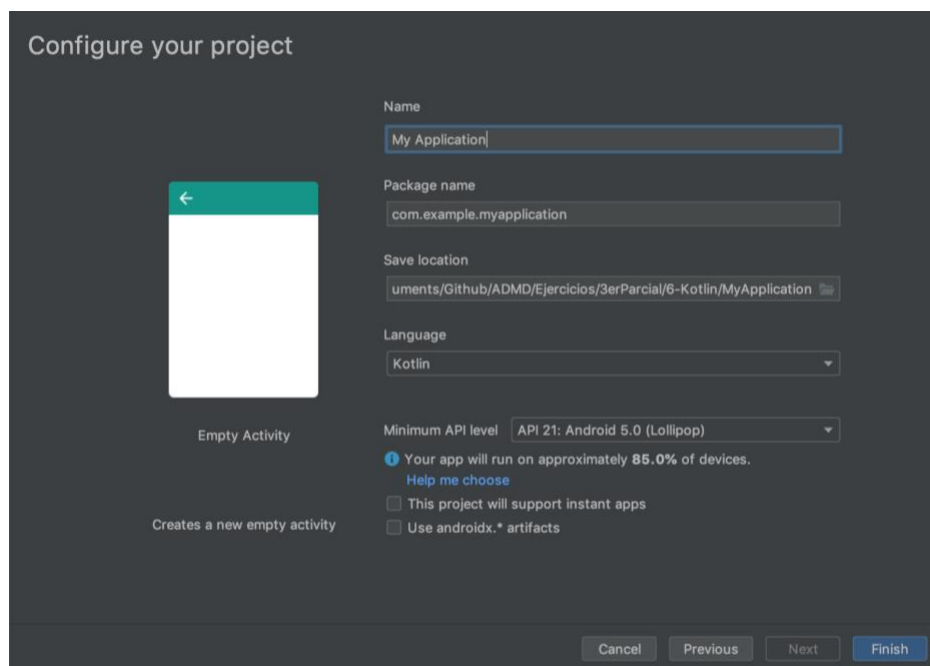 Configure your project
Name
My Application
Package name
com.example.myapplication
Save location
uments/Github/ADMD/Ejercicios/3erParcial/6-Kotlin/MyApplication
Language
Kotlin
Empty Activity
Creates a new empty activity
Minimum API level API 21: Android 5.0 (Lollipop)
Your app will run on approximately 85.0% of devices.
Help me choose
This project will support instant apps
Use androidx.* artifacts
Cancel Previous Next Finish